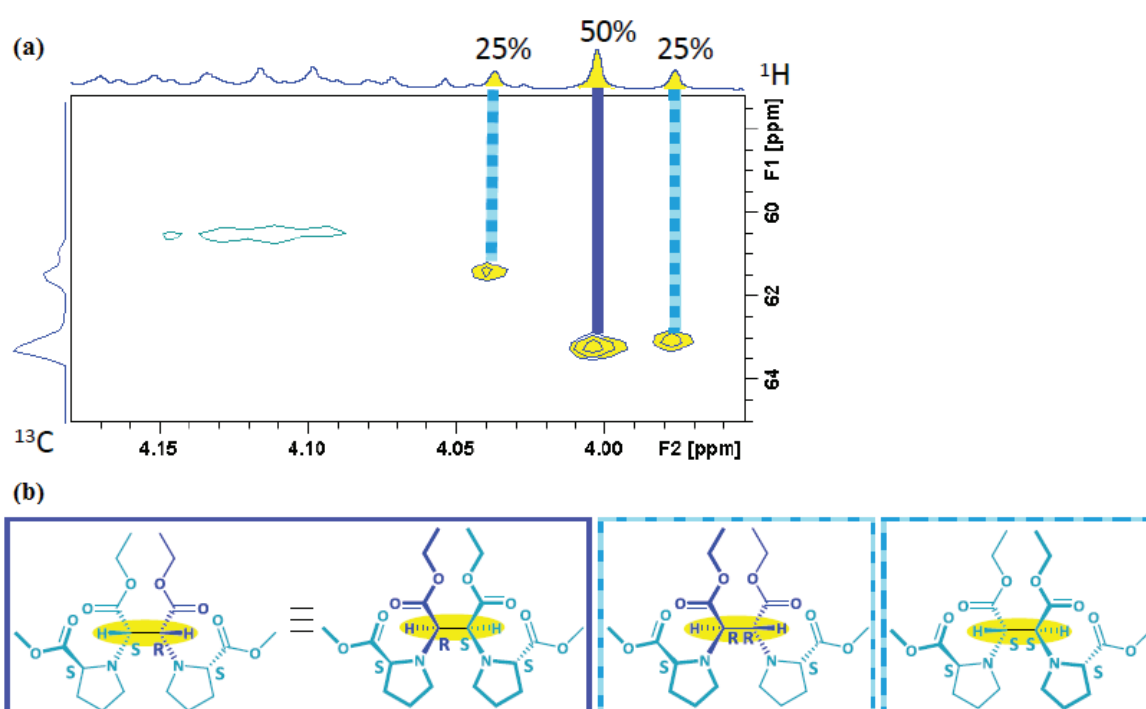 (a)
25% 50% 25%
¹H
F1 [ppm]
60
62
64
¹³C
4.15 4.10 4.05 4.00 F2 [ppm]
(b)
O O O O
H H
O O O O
S R
N N
S S
O O O O
H H
O O O O
R S
N N
S S
O O O O
H H
O O O O
R R
N N
S S
O O O O
H H
O O O O
S S
N N
S S